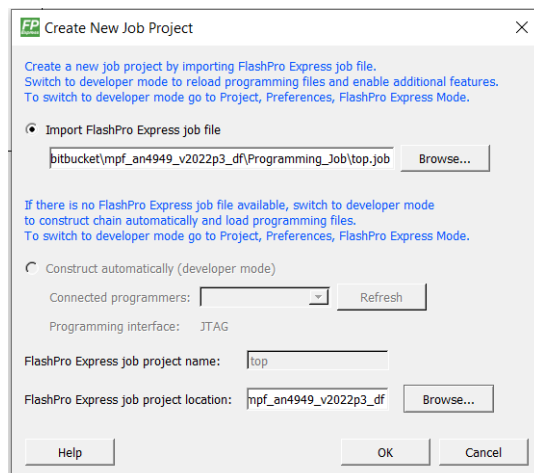 FP
Create New Job Project
Create a new job project by importing FlashPro Express job file.
Switch to developer mode to reload programming files and enable additional features.
To switch to developer mode go to Project, Preferences, FlashPro Express Mode.
Import FlashPro Express job file
bitbucket\mpf_an4949_v2022p3_df\Programming_Job\top.job Browse...
If there is no FlashPro Express job file available, switch to developer mode
to construct chain automatically and load programming files.
To switch to developer mode go to Project, Preferences, FlashPro Express Mode.
Construct automatically (developer mode)
Connected programmers: Refresh
Programming interface: JTAG
FlashPro Express job project name: top
FlashPro Express job project location: mpf_an4949_v2022p3_df Browse...
Help OK Cancel